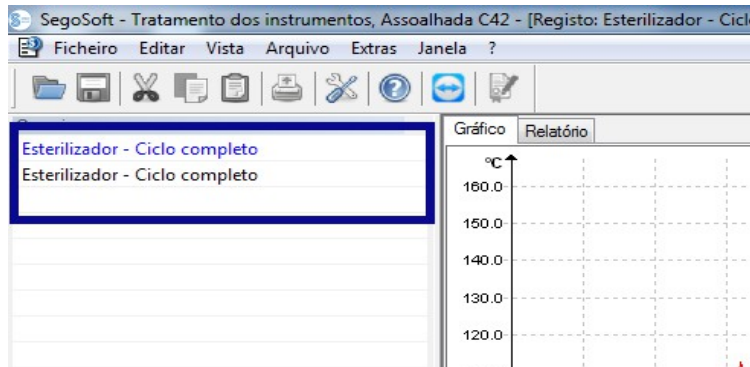 SegoSoft - Tratamento dos instrumentos, Assoalhada C42 - [Registo: Esterilizador - Cicl
Ficheiro Editar Vista Arquivo Extras Janela ?
Gráfico Relatório
Esterilizador - Ciclo completo
Esterilizador - Ciclo completo
°C
160.0
150.0
140.0
130.0
120.0